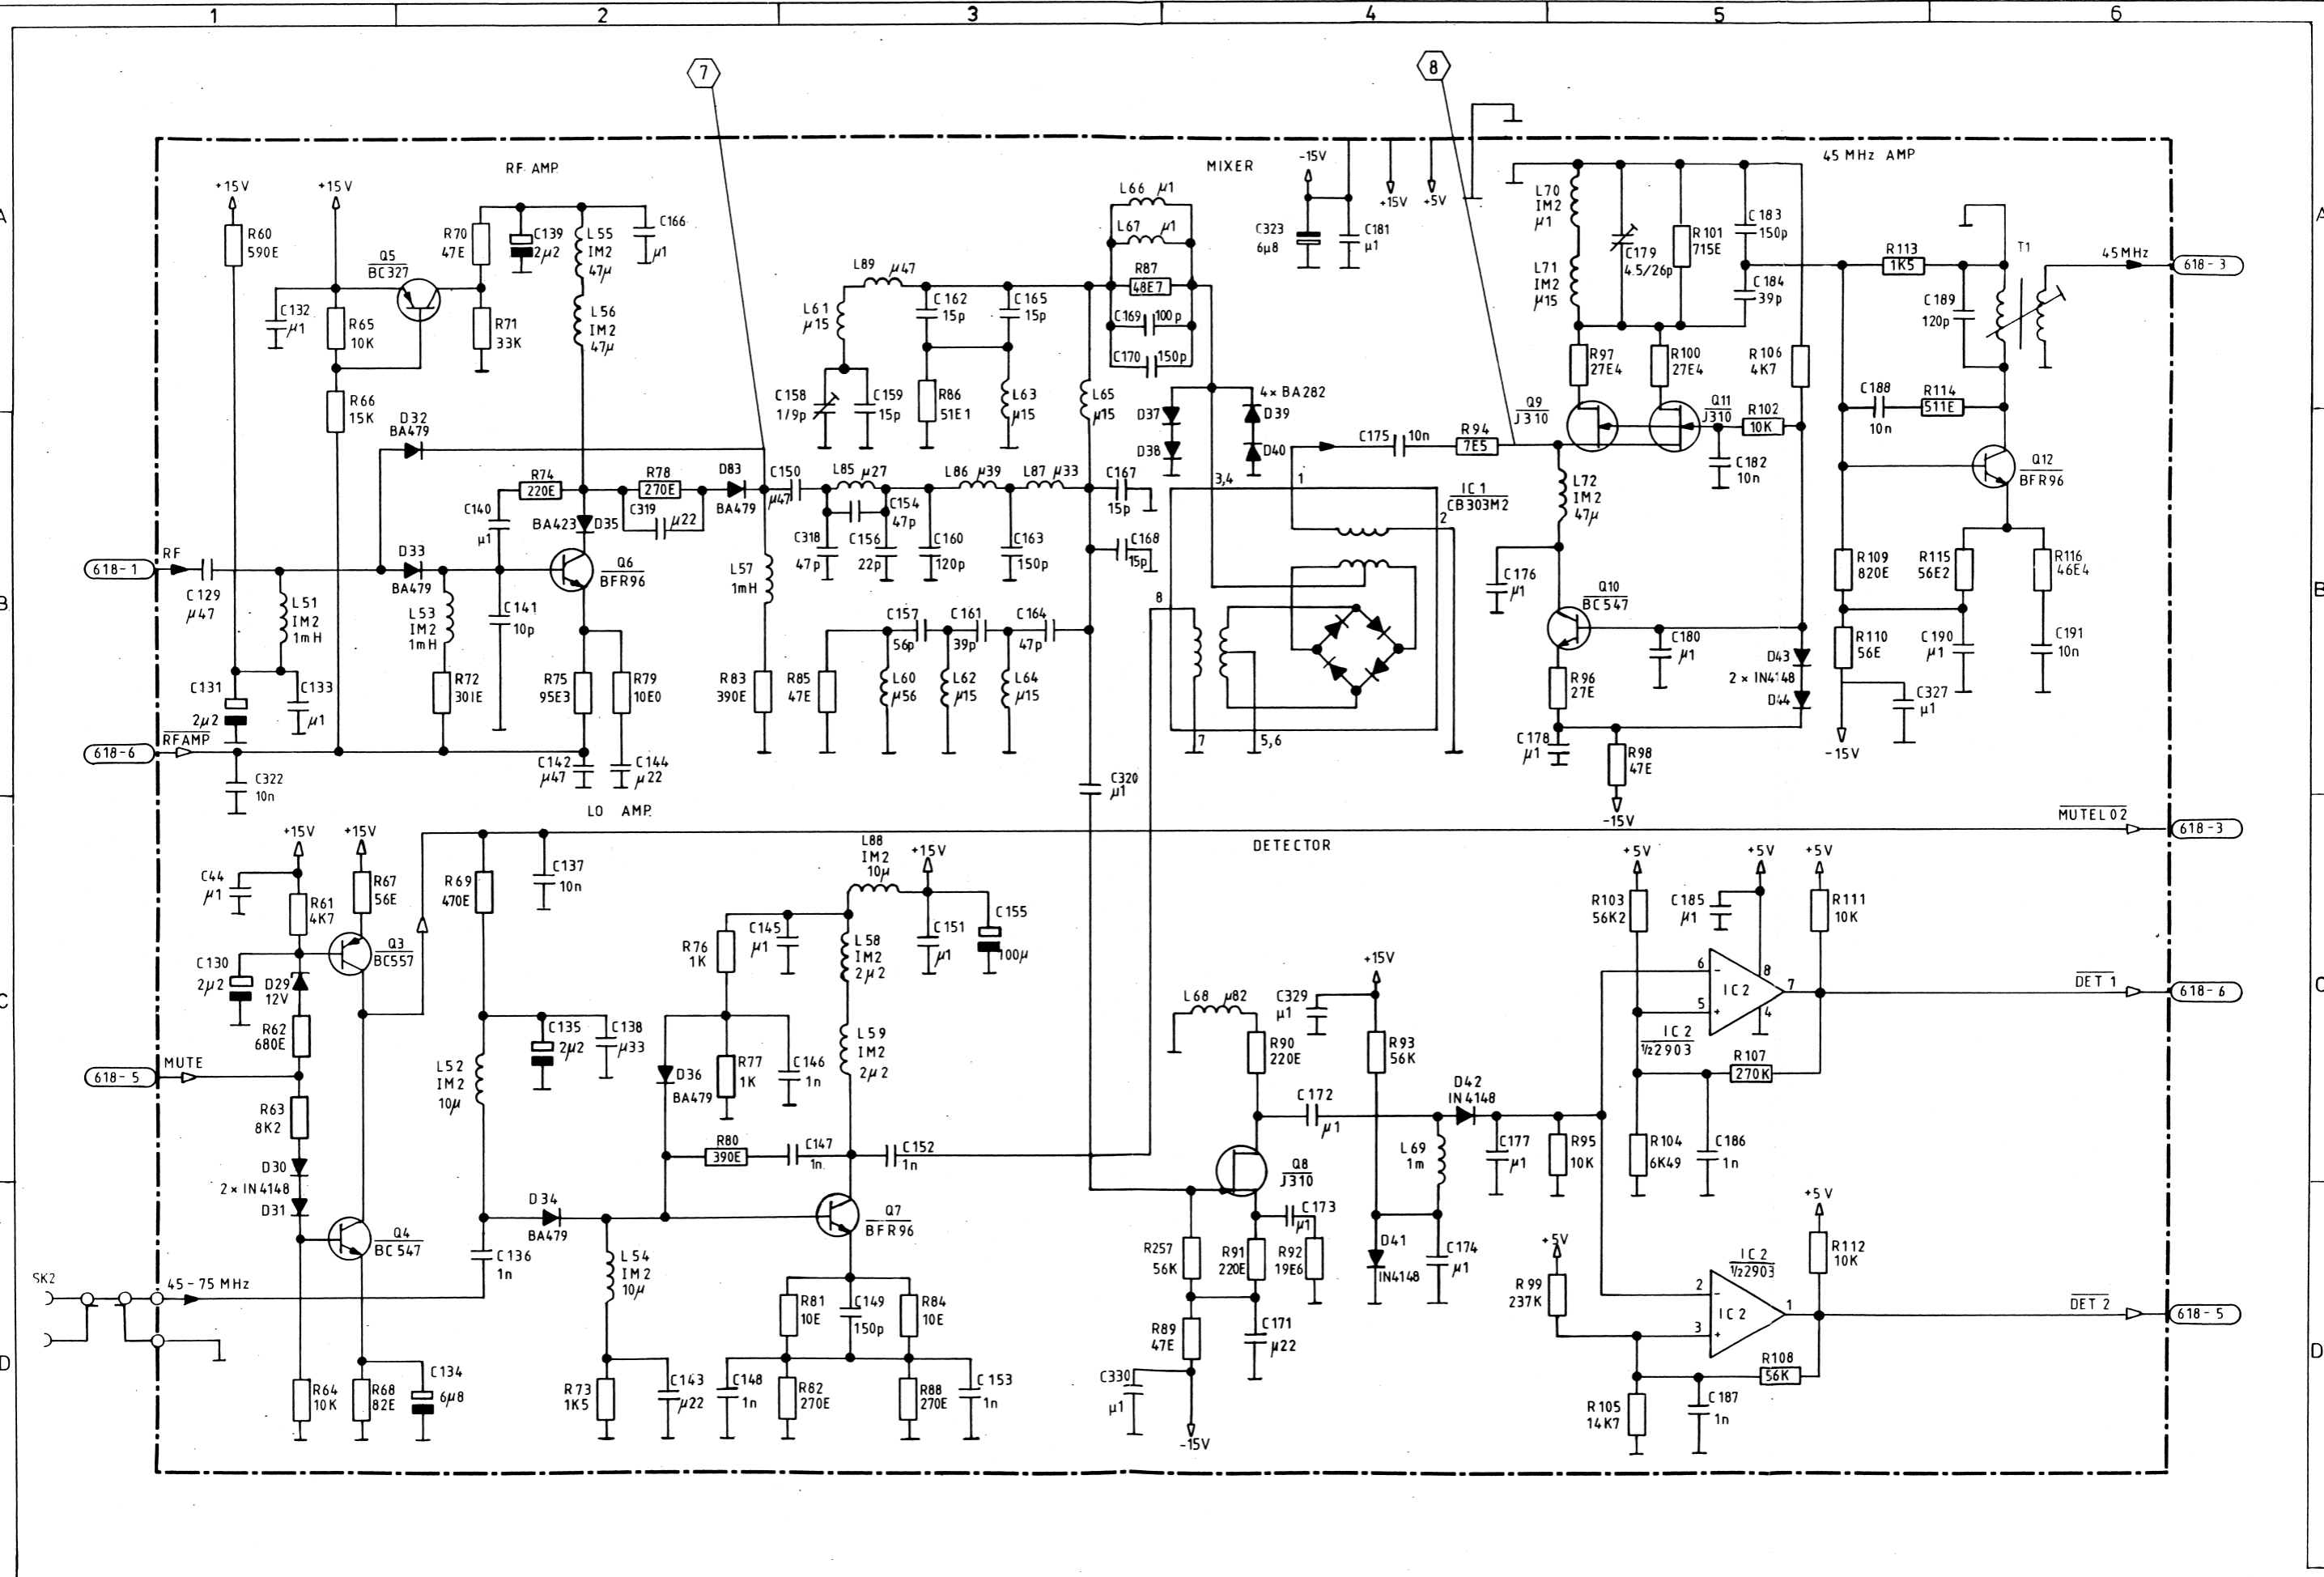 1 2 3 4 5 6
7
8
A
A
B
B
C
C
D
D
RF AMP.
MIXER
45 MHz AMP
+15V
+15V
R60
590E
Q5
BC327
R70
47E
C139
2µ2
L55
IM2
47µ
C166
µ1
C132
µ1
R65
10K
R71
33K
L56
IM2
47µ
R66
15K
D32
BA479
R74
220E
R78
270E
D83
BA479
C150
µ47
C140
µ1
BA423
D35
C319
µ22
618-1
RF
C129
µ47
D33
BA479
Q6
BFR96
L57
1mH
L51
IM2
1mH
L53
IM2
1mH
C141
10p
C131
2µ2
C133
µ1
R72
301E
R75
95E3
R79
10E0
R83
390E
618-6
RFAMP
C322
10n
C142
µ47
C144
µ22
L89 µ47
L61
µ15
C162
15p
C165
15p
C158
1/9p
C159
15p
R86
51E1
L63
µ15
L65
µ15
L66 µ1
L67 µ1
R87
48E7
C169 100p
C170 150p
L85 µ27
L86 µ39
L87 µ33
C154
47p
C167
15p
C318
47p
C156
22p
C160
120p
C163
150p
C168
15p
C157
56p
C161
39p
C164
47p
R85
47E
L60
µ56
L62
µ15
L64
µ15
C320
µ1
-15V
C323
6µ8
C181
µ1
+15V
+5V
4x BA282
D37
D39
D38
D40
3,4
1
2
8
7
5,6
IC1
CB303M2
C175 10n
R94
7E5
L70
IM2
µ1
L71
IM2
µ15
C179
4.5/26p
R101
715E
C183
150p
C184
39p
R97
27E4
R100
27E4
R106
4K7
Q9
J310
Q11
J310
R102
10K
C182
10n
L72
IM2
47µ
C176
µ1
Q10
BC547
C180
µ1
D43
2 x IN4148
D44
R96
27E
C178
µ1
R98
47E
-15V
R113
1K5
C189
120p
T1
45MHz
618-3
C188
10n
R114
511E
Q12
BFR96
R109
820E
R115
56E2
R116
46E4
R110
56E
C190
µ1
C191
10n
C327
µ1
-15V
LO AMP.
DETECTOR
MUTELO2
618-3
+15V
+15V
C44
µ1
R61
4K7
R67
56E
Q3
BC557
C130
2µ2
D29
12V
R62
680E
618-5
MUTE
R63
8K2
D30
2 x IN4148
D31
Q4
BC547
SK2
45-75 MHz
R64
10K
R68
82E
C134
6µ8
R69
470E
C137
10n
C135
2µ2
C138
µ33
L52
IM2
10µ
D34
BA479
C136
1n
L54
IM2
10µ
R73
1K5
C143
µ22
L88
IM2
10µ
+15V
R76
1K
C145
µ1
L58
IM2
2µ2
C151
µ1
C155
100µ
D36
BA479
R77
1K
C146
1n
L59
IM2
2µ2
R80
390E
C147
1n.
C152
1n
Q7
BFR96
R81
10E
C149
150p
R84
10E
C148
1n
R82
270E
R88
270E
C153
1n
L68 µ82
C329
µ1
+15V
R90
220E
R93
56K
C172
µ1
D42
IN4148
Q8
J310
L69
1m
C177
µ1
R95
10K
C173
µ1
R257
56K
R91
220E
R92
19E6
D41
IN4148
C174
µ1
R89
47E
C171
µ22
C330
µ1
-15V
+5V
+5V
+5V
R103
56K2
C185
µ1
R111
10K
6
-
8
7
5
+
4
IC2
IC2
½2903
R107
270K
R104
6K49
C186
1n
DET 1
618-6
+5V
+5V
R99
237K
IC2
½2903
R112
10K
2
-
1
3
+
IC2
R108
56K
R105
14K7
C187
1n
DET 2
618-5